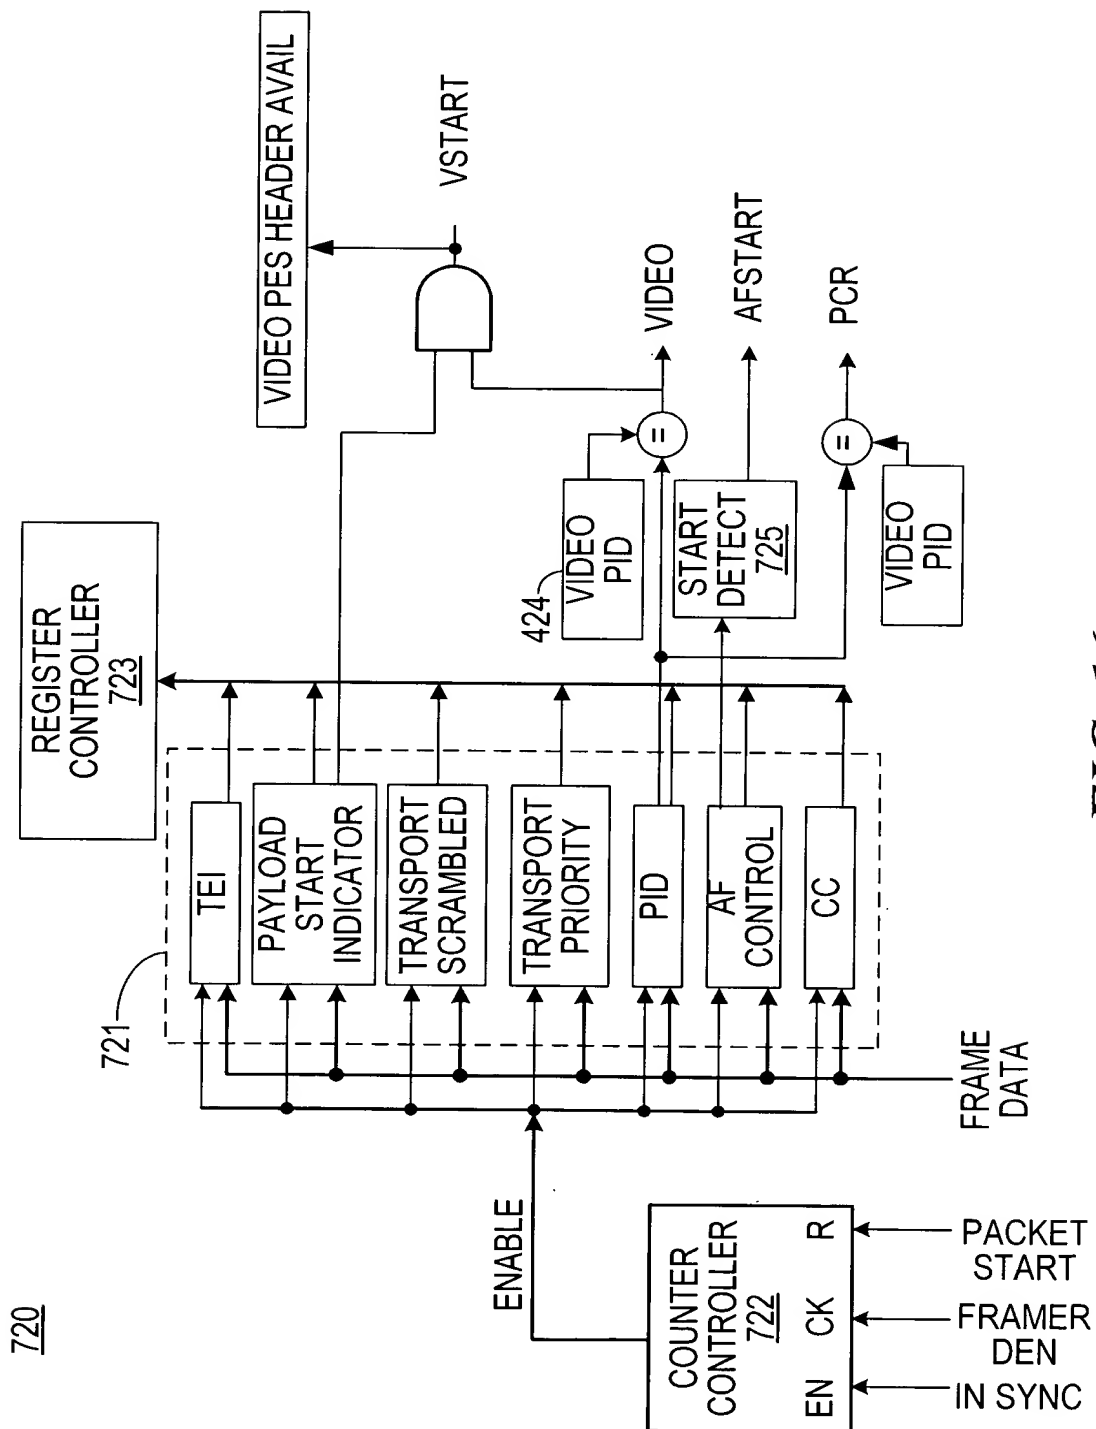 720
COUNTER
CONTROLLER
722
EN
CK
R
IN SYNC
FRAMER
DEN
PACKET
START
ENABLE
FRAME
DATA
721
TEI
PAYLOAD
START
INDICATOR
TRANSPORT
SCRAMBLED
TRANSPORT
PRIORITY
PID
AF
CONTROL
CC
REGISTER
CONTROLLER
723
424
VIDEO
PID
=
START
DETECT
725
VIDEO
PID
=
VIDEO PES HEADER AVAIL
VSTART
VIDEO
AFSTART
PCR